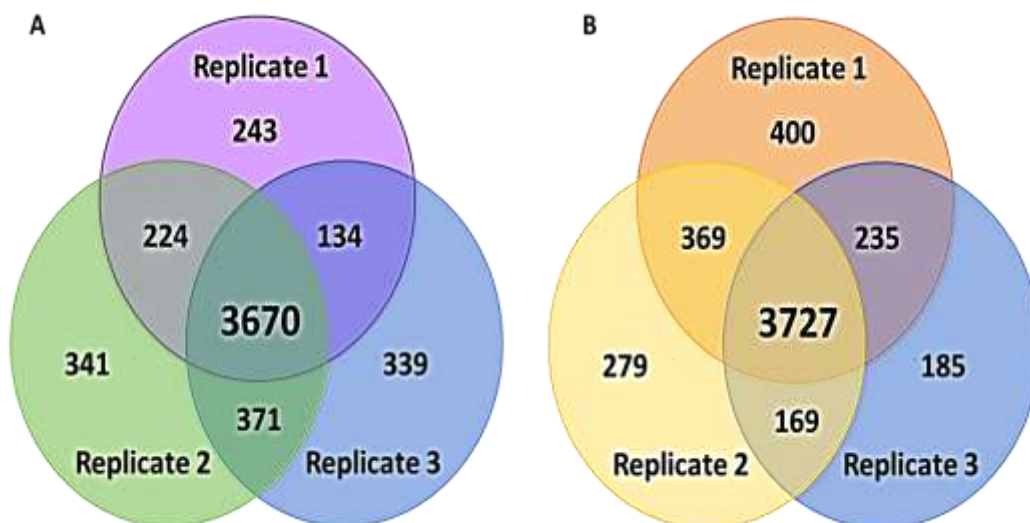 A
Replicate 1
243
224
134
3670
341
339
371
Replicate 2
Replicate 3
B
Replicate 1
400
369
235
3727
279
185
169
Replicate 2
Replicate 3